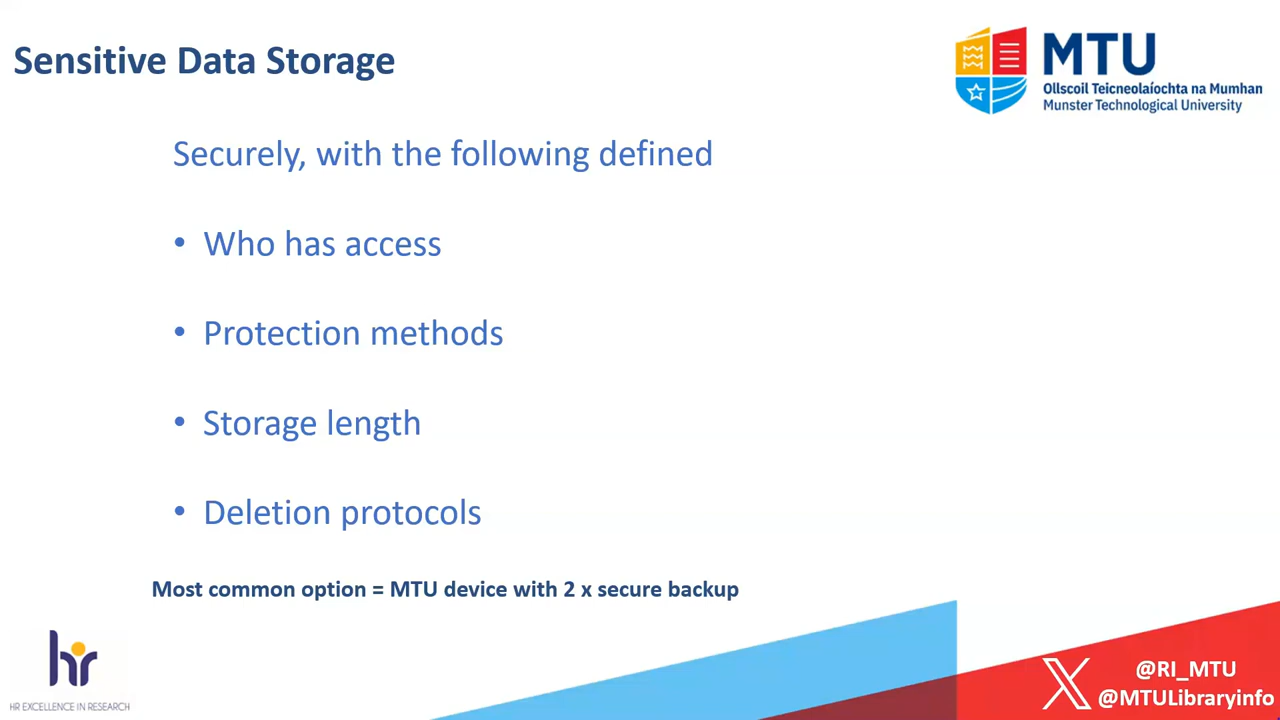 Sensitive Data Storage
MTU
Ollscoil Teicneolaíochta na Mumhan
Munster Technological University
Securely, with the following defined
• Who has access
• Protection methods
• Storage length
• Deletion protocols
Most common option = MTU device with 2 x secure backup
hr
HR EXCELLENCE IN RESEARCH
@RI_MTU
@MTULibraryinfo